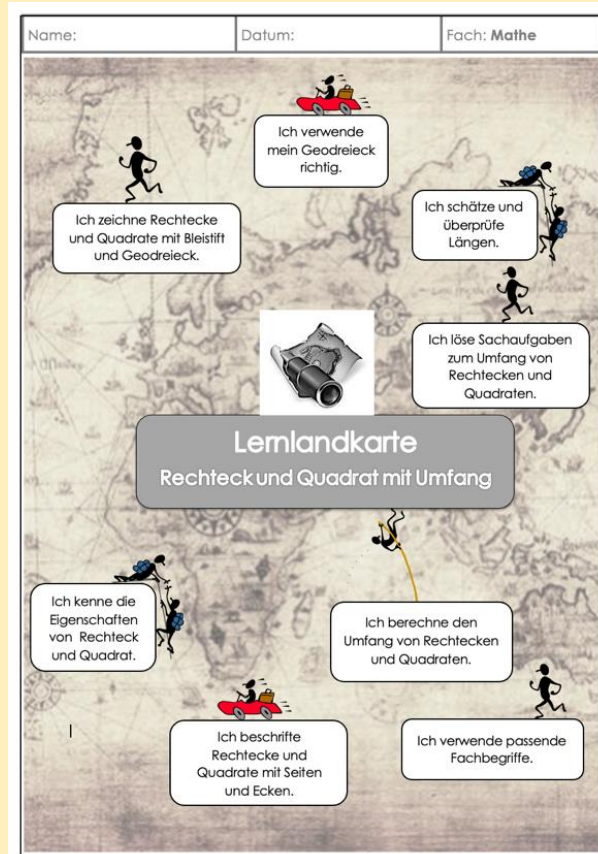 Name:
Datum:
Fach: Mathe
Ich verwende
mein Geodreieck
richtig.
Ich zeichne Rechtecke
und Quadrate mit Bleistift
und Geodreieck.
Ich schätze und
überprüfe
Längen.
Ich löse Sachaufgaben
zum Umfang von
Rechtecken und
Quadraten.
Lernlandkarte
Rechteck und Quadrat mit Umfang
Ich kenne die
Eigenschaften
von Rechteck
und Quadrat.
Ich berechne den
Umfang von Rechtecken
und Quadraten.
Ich beschrifte
Rechtecke und
Quadrate mit Seiten
und Ecken.
Ich verwende passende
Fachbegriffe.